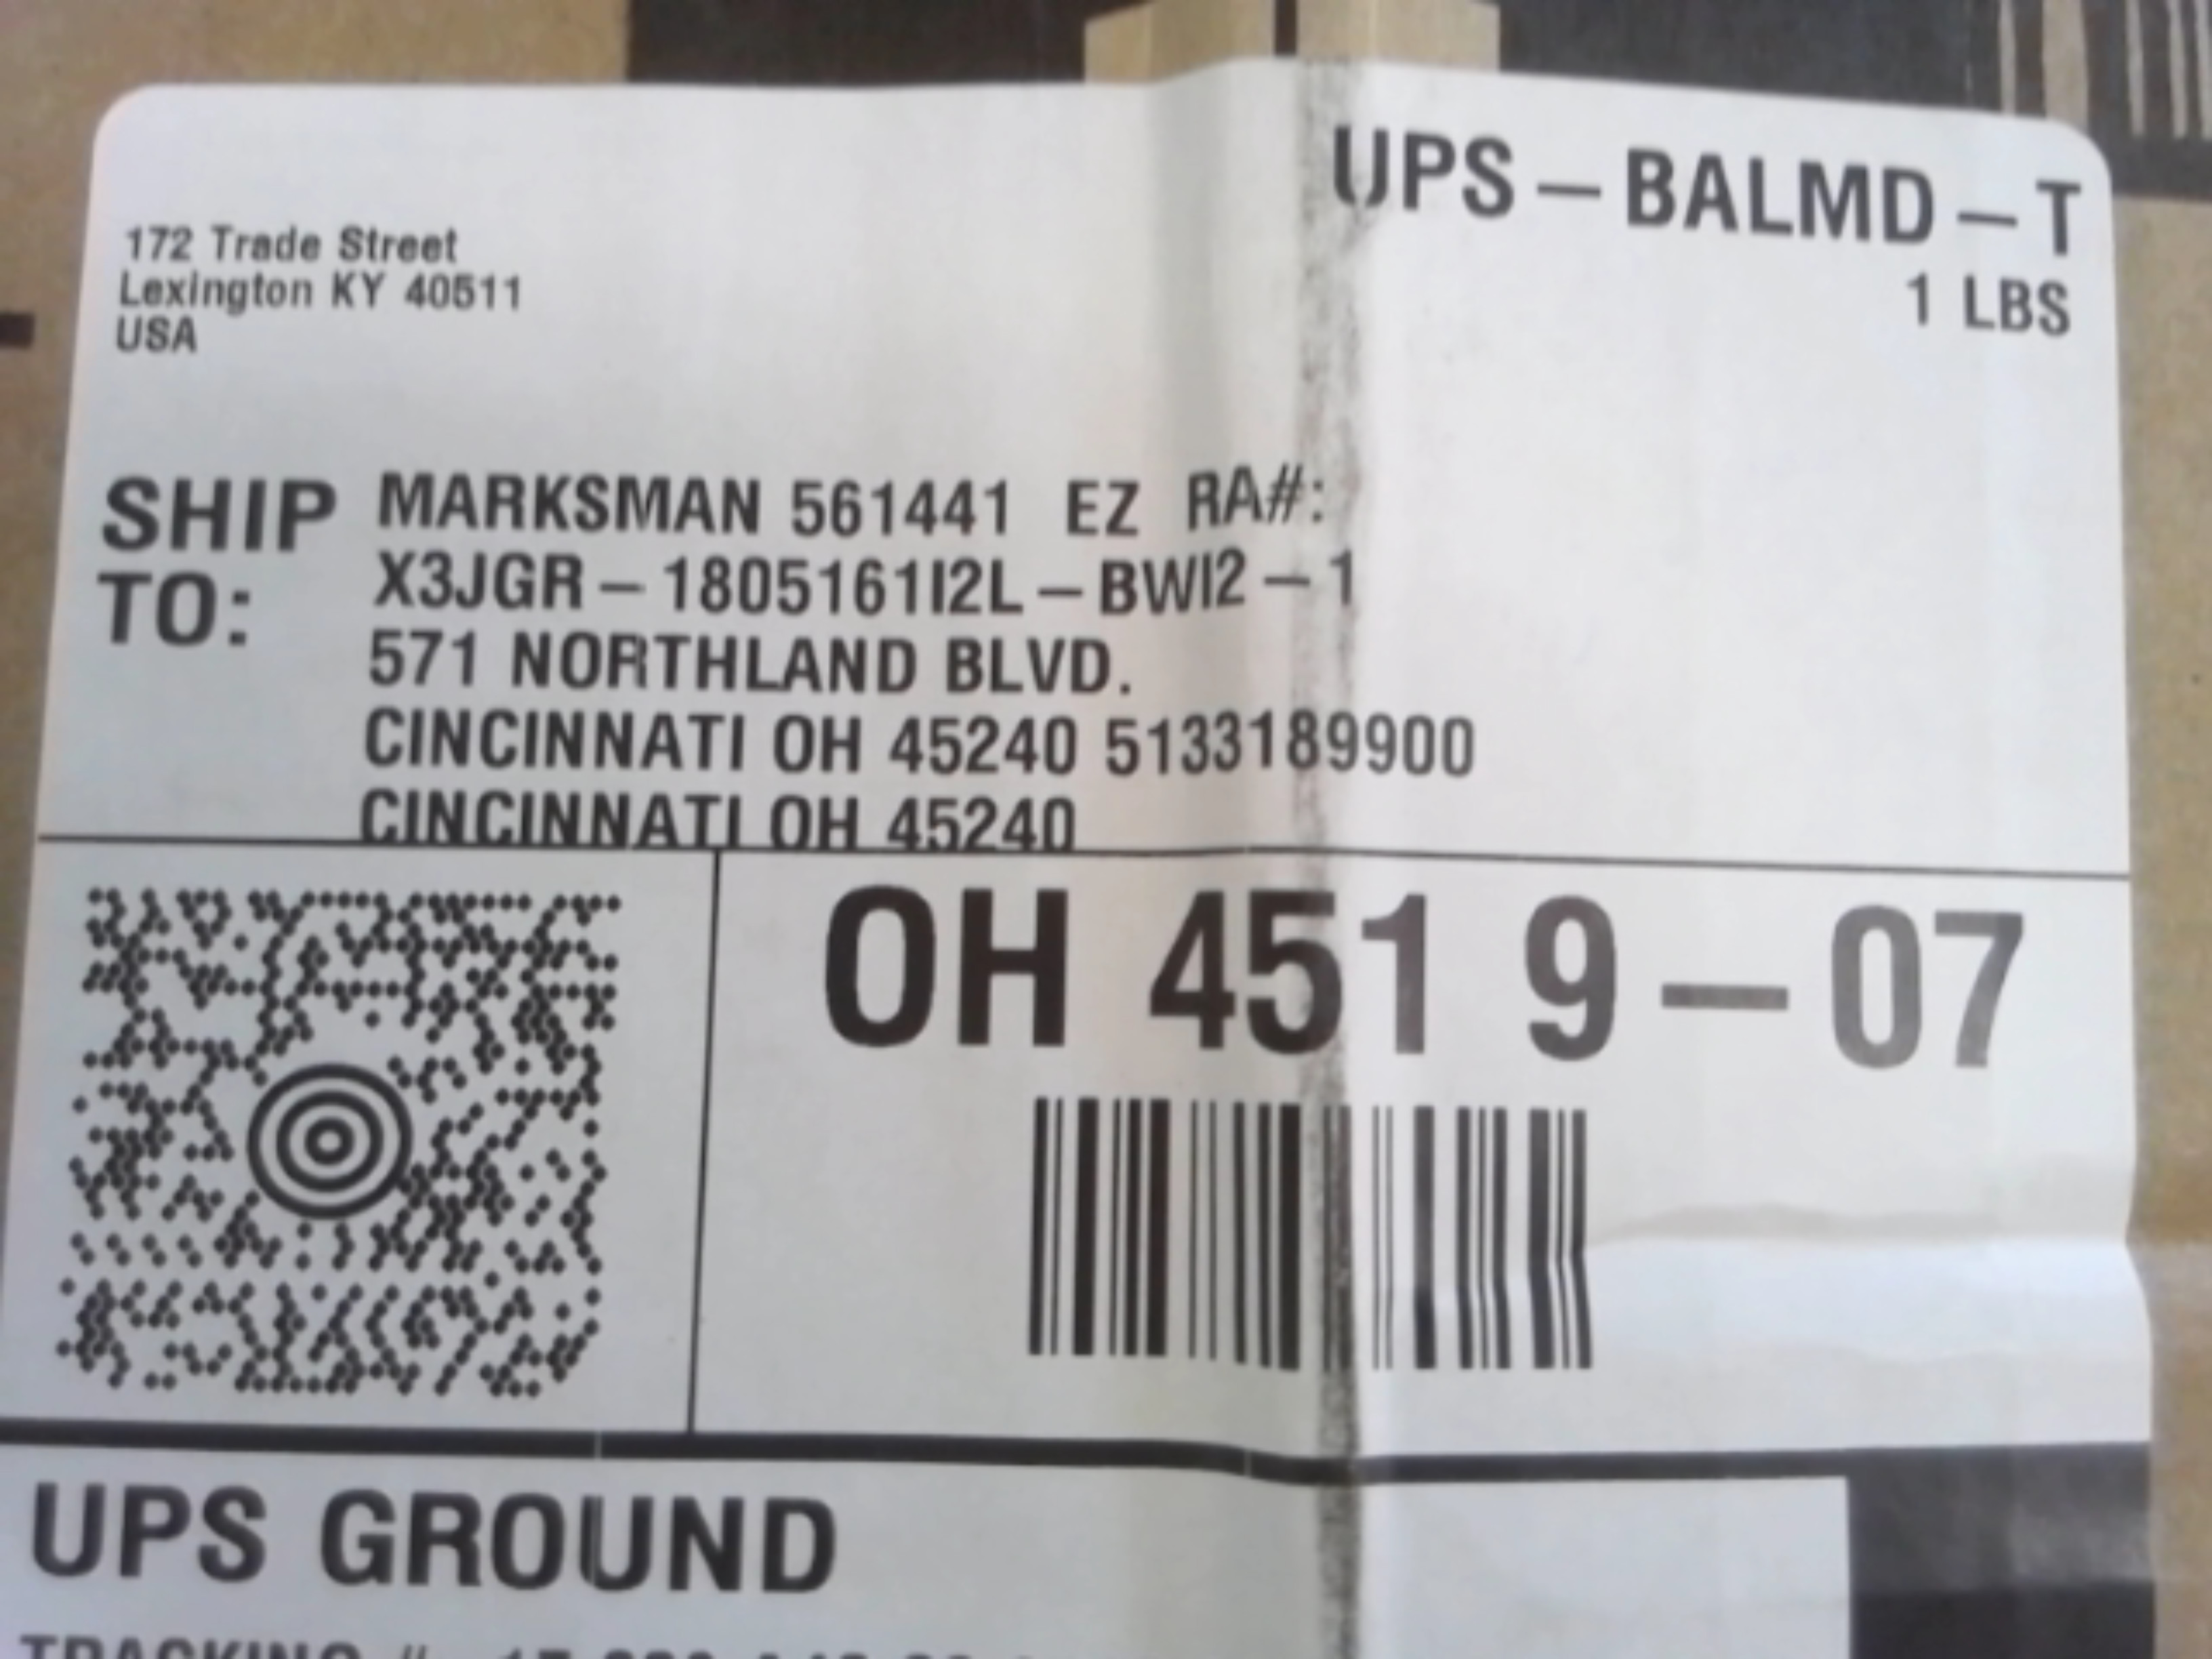 UPS - BALMD - T
1 LBS
172 Trade Street
Lexington KY 40511
USA
SHIP TO:
MARKSMAN 561441 EZ RA#:
X3JGR - 1805161I2L - BWI2 - 1
571 NORTHLAND BLVD.
CINCINNATI OH 45240 5133189900
CINCINNATI OH 45240
OH 451 9 - 07
UPS GROUND
TRACKING #